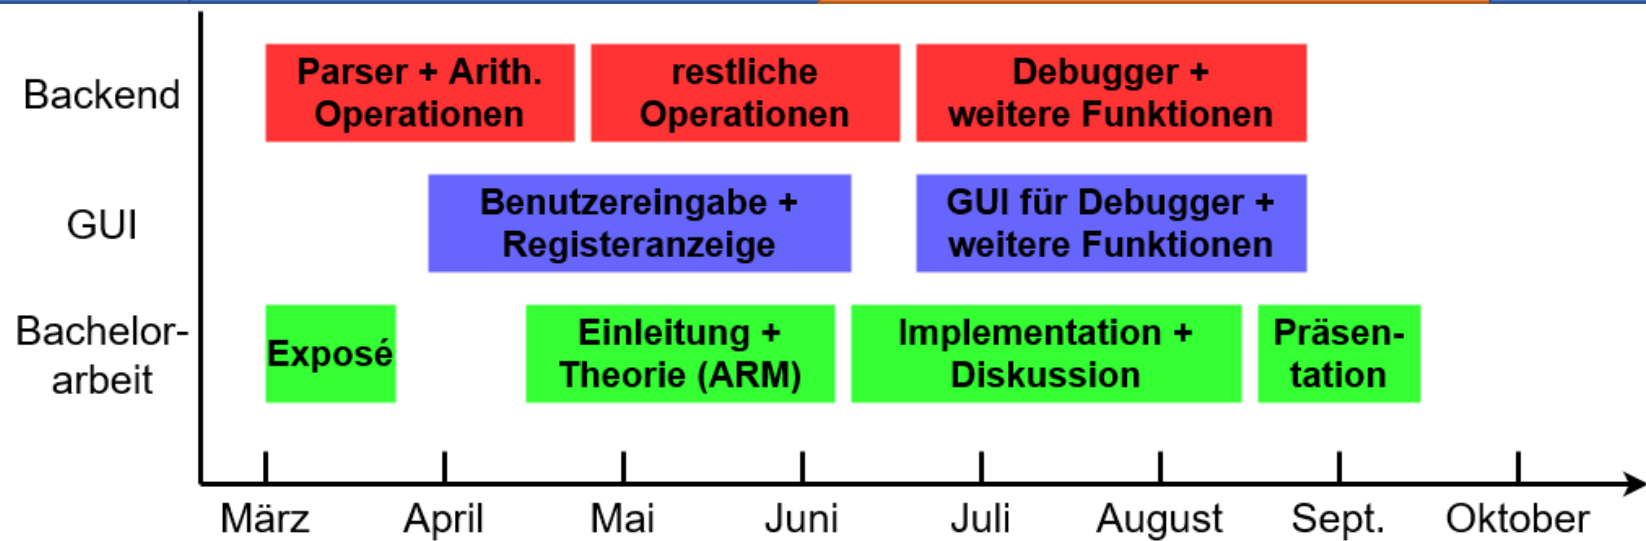 Backend
Parser + Arith.
Operationen
restliche
Operationen
Debugger +
weitere Funktionen
GUI
Benutzereingabe +
Registeranzeige
GUI für Debugger +
weitere Funktionen
Bachelor-
arbeit
Exposé
Einleitung +
Theorie (ARM)
Implementation +
Diskussion
Präsen-
tation
März April Mai Juni Juli August Sept. Oktober